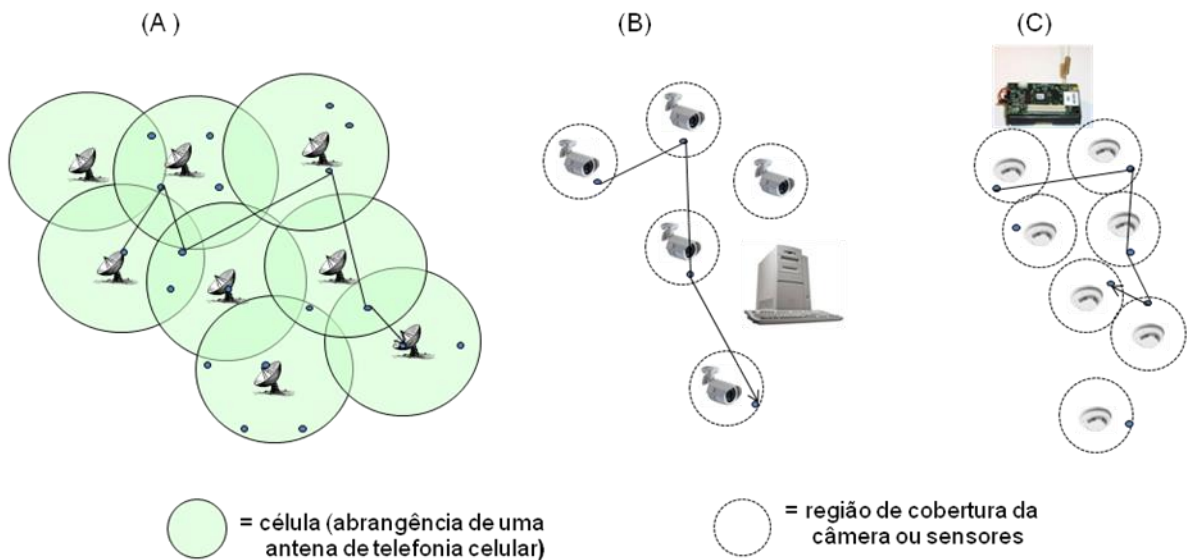 (A )
(B)
(C)
= célula (abrangência de uma
antena de telefonia celular)
= região de cobertura da
câmera ou sensores